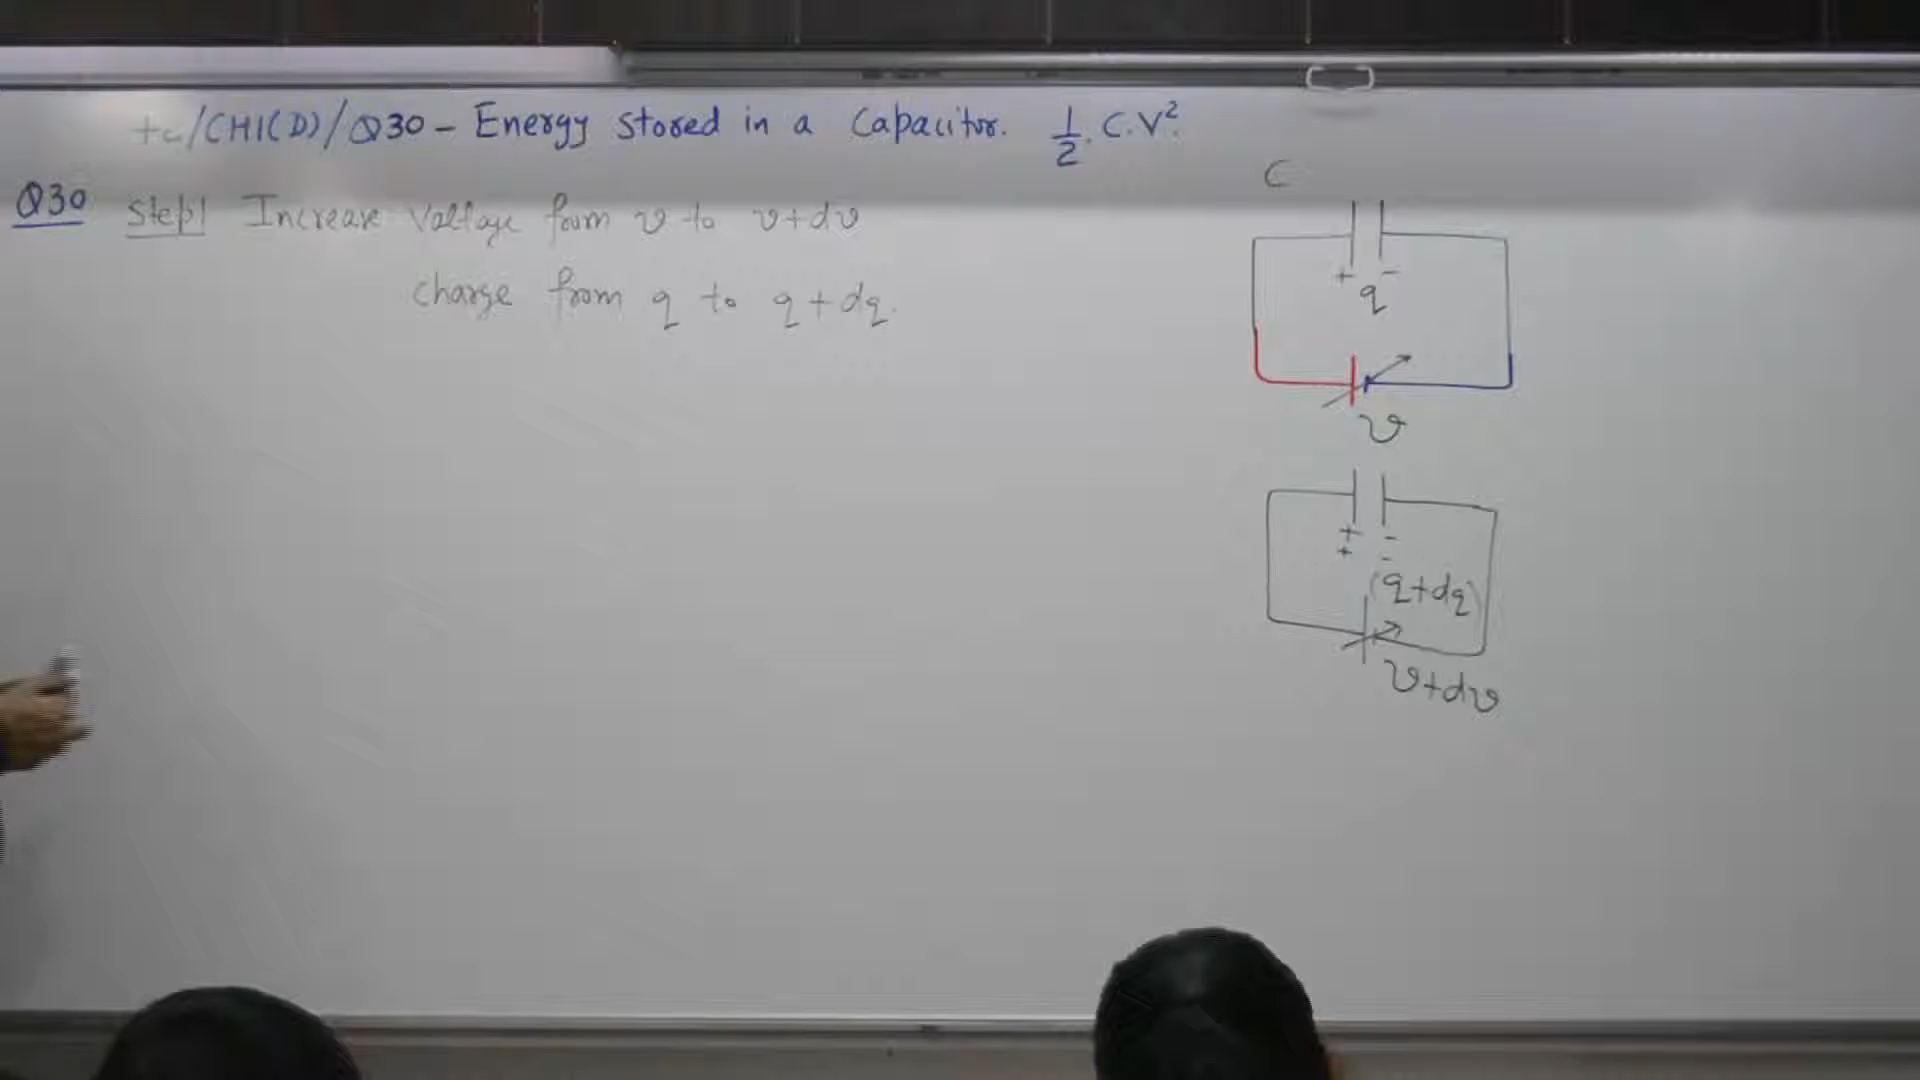 tc/CH1(D)/Q30 - Energy stored in a Capacitor. 1/2 . C.V².
Q30 Step1 Increase Voltage from v to v+dv
charge from q to q+dq.
C
+ -
q
v
+ -
+ -
(q+dq)
v+dv